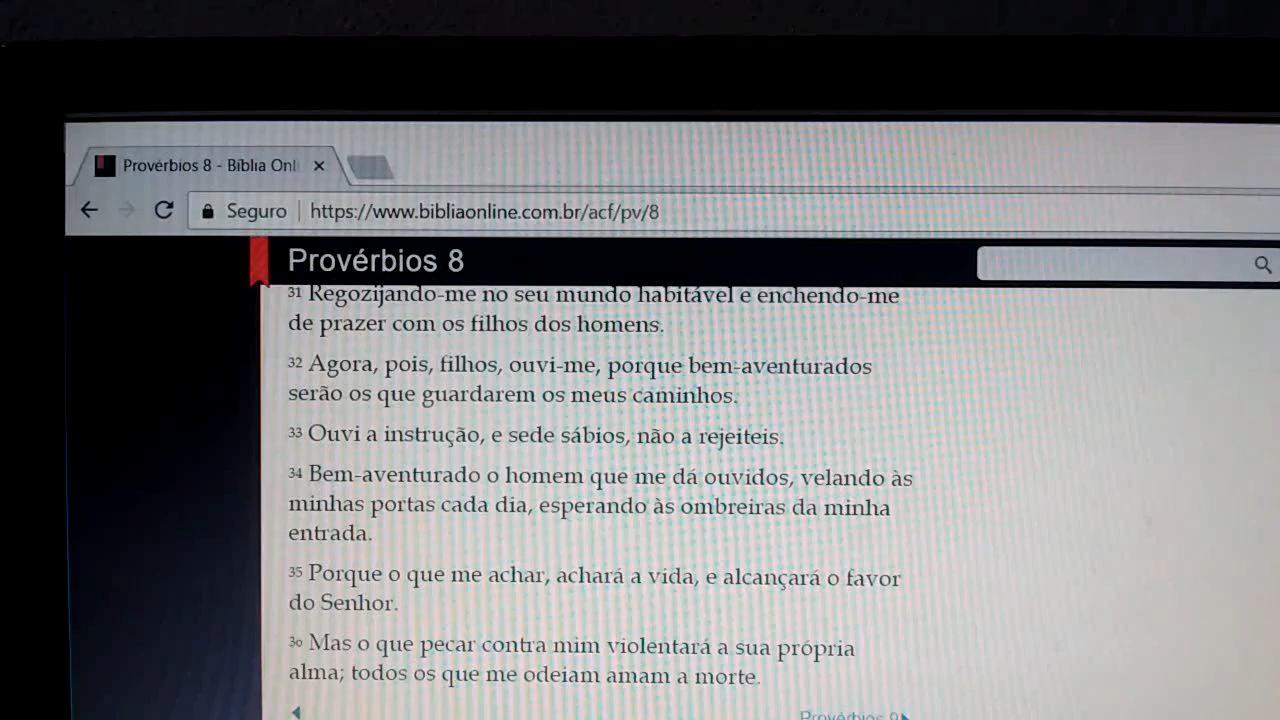 Provérbios 8 - Bíblia Onl
Seguro https://www.bibliaonline.com.br/acf/pv/8
Provérbios 8
31 Regozijando-me no seu mundo habitável e enchendo-me
de prazer com os filhos dos homens.
32 Agora, pois, filhos, ouvi-me, porque bem-aventurados
serão os que guardarem os meus caminhos.
33 Ouvi a instrução, e sede sábios, não a rejeiteis.
34 Bem-aventurado o homem que me dá ouvidos, velando às
minhas portas cada dia, esperando às ombreiras da minha
entrada.
35 Porque o que me achar, achará a vida, e alcançará o favor
do Senhor.
36 Mas o que pecar contra mim violentará a sua própria
alma; todos os que me odeiam amam a morte.
Provérbios 9